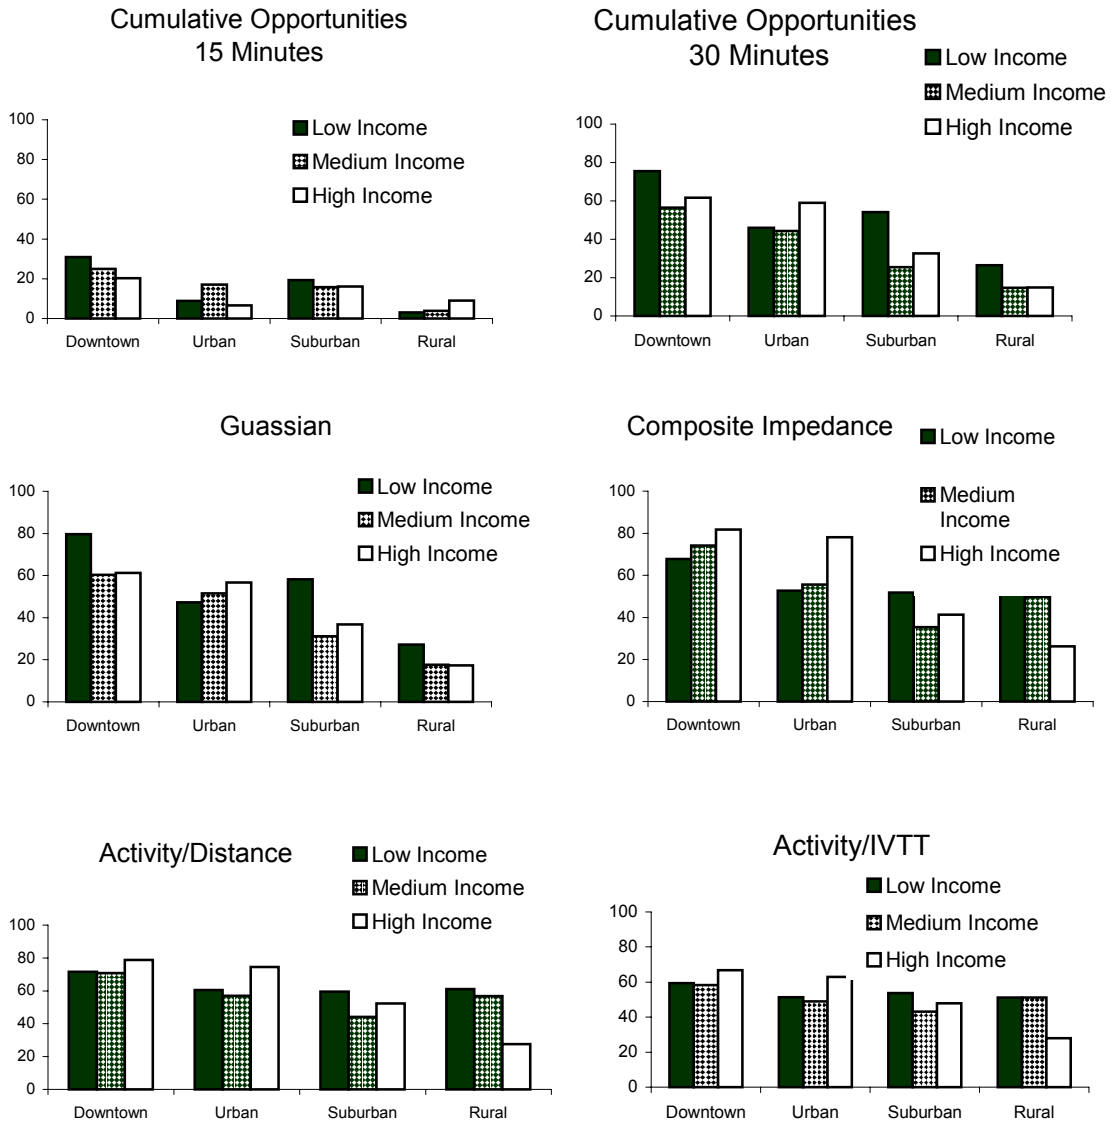 Cumulative Opportunities
15 Minutes
Low Income
Medium Income
High Income
100
80
60
40
20
0
Downtown Urban Suburban Rural
Cumulative Opportunities
30 Minutes
Low Income
Medium Income
High Income
100
80
60
40
20
0
Downtown Urban Suburban Rural
Guassian
Low Income
Medium Income
High Income
100
80
60
40
20
0
Downtown Urban Suburban Rural
Composite Impedance
Low Income
Medium
Income
High Income
100
80
60
40
20
0
Downtown Urban Suburban Rural
Activity/Distance
Low Income
Medium Income
High Income
100
80
60
40
20
0
Downtown Urban Suburban Rural
Activity/IVTT
Low Income
Medium Income
High Income
100
80
60
40
20
0
Downtown Urban Suburban Rural